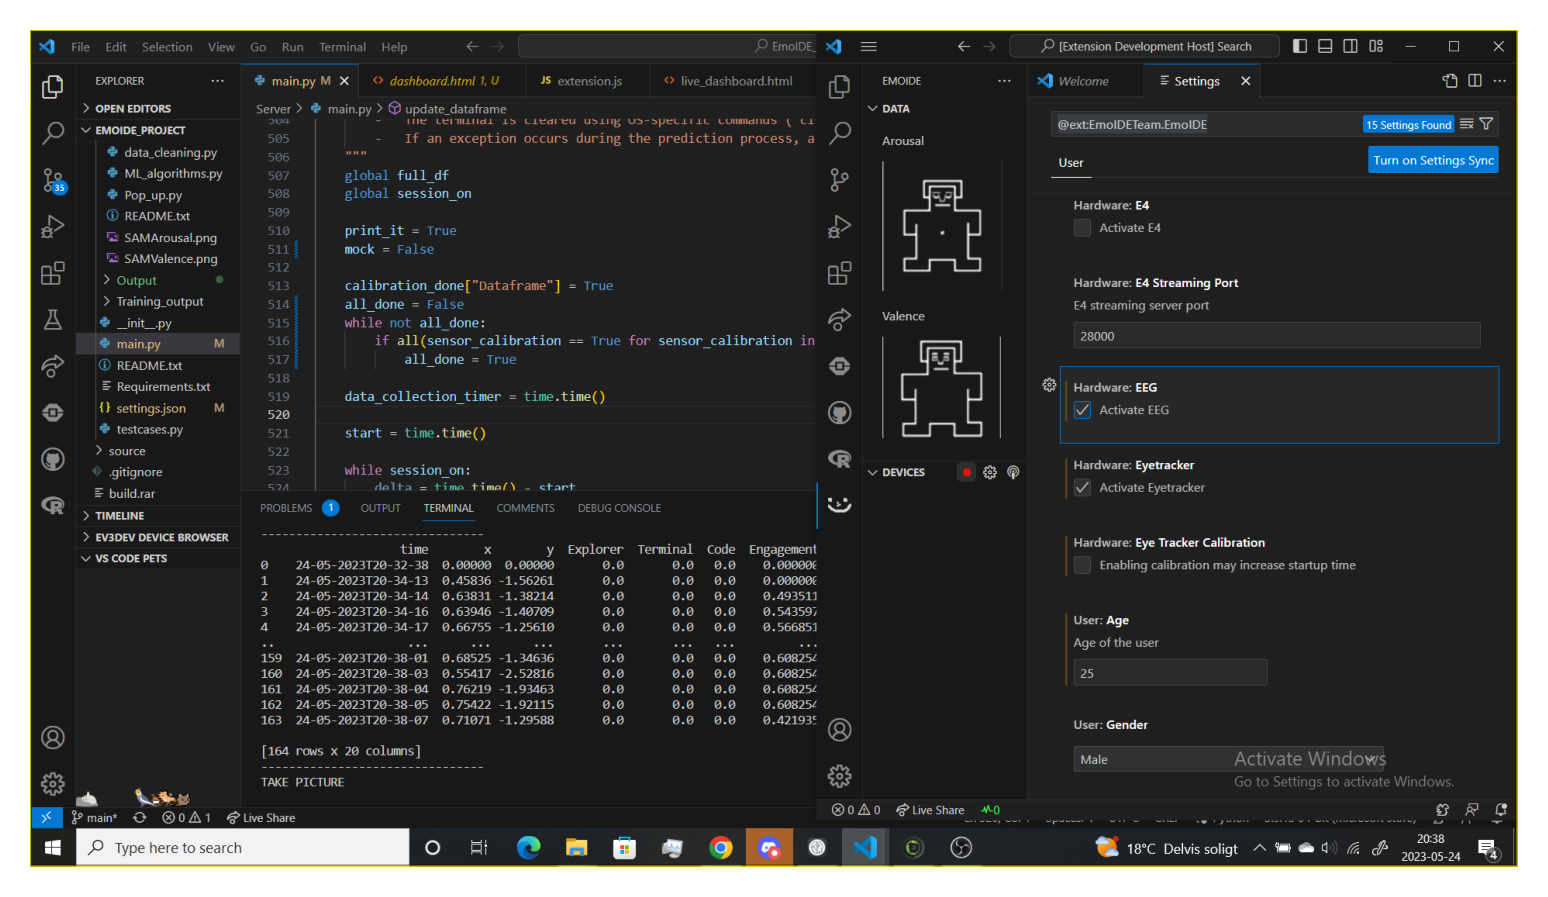 File Edit Selection View Go Run Terminal Help
EmoIDE_
[Extension Development Host] Search
EXPLORER
OPEN EDITORS
EMOIDE_PROJECT
data_cleaning.py
ML_algorithms.py
Pop_up.py
README.txt
SAMArousal.png
SAMValence.png
Output
Training_output
__init__.py
main.py M
README.txt
Requirements.txt
settings.json M
testcases.py
source
.gitignore
build.rar
TIMELINE
EV3DEV DEVICE BROWSER
VS CODE PETS
35
main.py M
dashboard.html 1, U
JS extension.js
live_dashboard.html
Server > main.py > update_dataframe
504 - The terminal is cleared using OS-specific commands ( cl
505 - If an exception occurs during the prediction process, a
506 """
507 global full_df
508 global session_on
509
510 print_it = True
511 mock = False
512
513 calibration_done["Dataframe"] = True
514 all_done = False
515 while not all_done:
516 if all(sensor_calibration == True for sensor_calibration in
517 all_done = True
518
519 data_collection_timer = time.time()
520
521 start = time.time()
522
523 while session_on:
524 delta = time.time() - start
PROBLEMS 1 OUTPUT TERMINAL COMMENTS DEBUG CONSOLE
--------------------------------
time x y Explorer Terminal Code Engagement
0 24-05-2023T20-32-38 0.00000 0.00000 0.0 0.0 0.0 0.000000
1 24-05-2023T20-34-13 0.45836 -1.56261 0.0 0.0 0.0 0.000000
2 24-05-2023T20-34-14 0.63831 -1.38214 0.0 0.0 0.0 0.493511
3 24-05-2023T20-34-16 0.63946 -1.40709 0.0 0.0 0.0 0.543597
4 24-05-2023T20-34-17 0.66755 -1.25610 0.0 0.0 0.0 0.566851
.. ... ... ... ... ... ... ...
159 24-05-2023T20-38-01 0.68525 -1.34636 0.0 0.0 0.0 0.608254
160 24-05-2023T20-38-03 0.55417 -2.52816 0.0 0.0 0.0 0.608254
161 24-05-2023T20-38-04 0.76219 -1.93463 0.0 0.0 0.0 0.608254
162 24-05-2023T20-38-05 0.75422 -1.92115 0.0 0.0 0.0 0.608254
163 24-05-2023T20-38-07 0.71071 -1.29588 0.0 0.0 0.0 0.421935
[164 rows x 20 columns]
--------------------------------
TAKE PICTURE
main* 0 1 Live Share
EMOIDE
DATA
Arousal
Valence
DEVICES
Welcome
Settings
@ext:EmoIDETeam.EmoIDE
15 Settings Found
User
Turn on Settings Sync
Hardware: E4
Activate E4
Hardware: E4 Streaming Port
E4 streaming server port
28000
Hardware: EEG
Activate EEG
Hardware: Eyetracker
Activate Eyetracker
Hardware: Eye Tracker Calibration
Enabling calibration may increase startup time
User: Age
Age of the user
25
User: Gender
Male
Activate Windows
Go to Settings to activate Windows.
0 0 Live Share
Type here to search
18°C Delvis soligt
20:38
2023-05-24
4